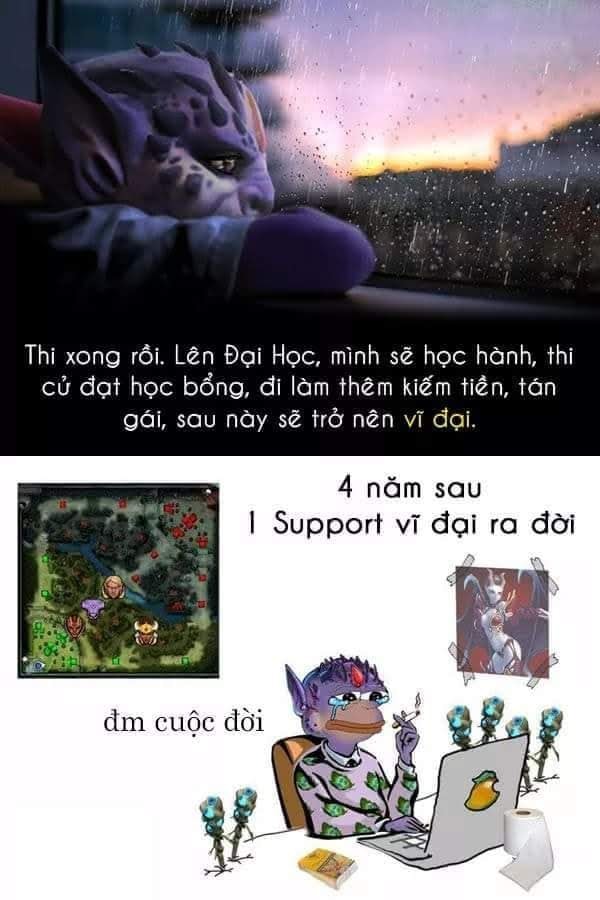 Thi xong rồi. Lên Đại Học, mình sẽ học hành, thi
cử đạt học bổng, đi làm thêm kiếm tiền, tán
gái, sau này sẽ trở nên vĩ đại.
4 năm sau
1 Support vĩ đại ra đời
đm cuộc đời